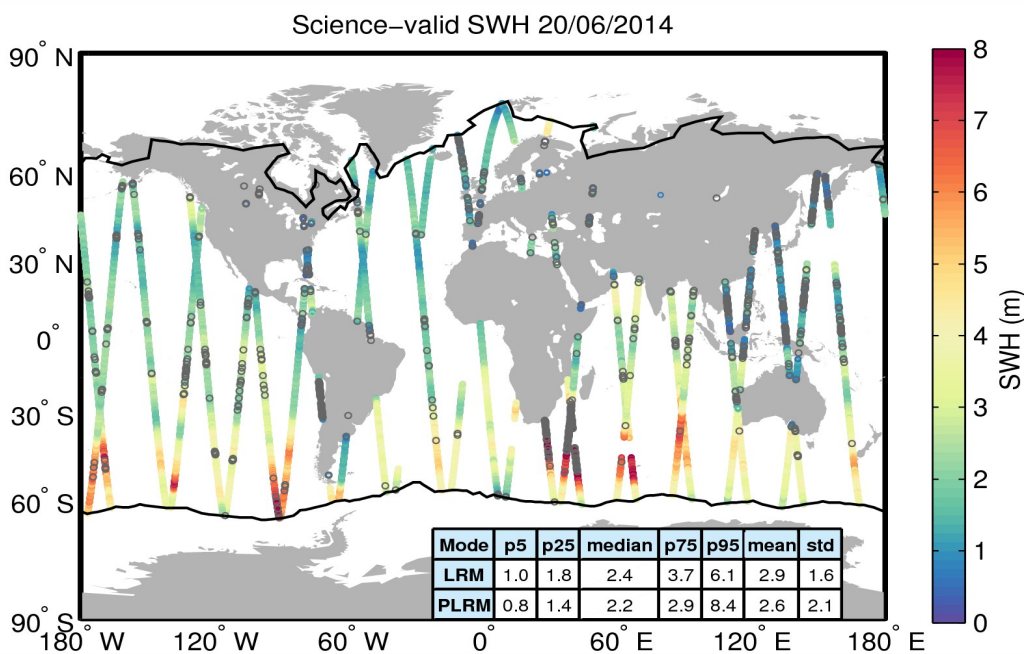 Science−valid SWH 20/06/2014
90° N
60° N
30° N
0°
30° S
60° S
90° S
180° W
120° W
60° W
0°
60° E
120° E
180° E
Mode p5 p25 median p75 p95 mean std
LRM 1.0 1.8 2.4 3.7 6.1 2.9 1.6
PLRM 0.8 1.4 2.2 2.9 8.4 2.6 2.1
8
7
6
5
4
3
2
1
0
SWH (m)